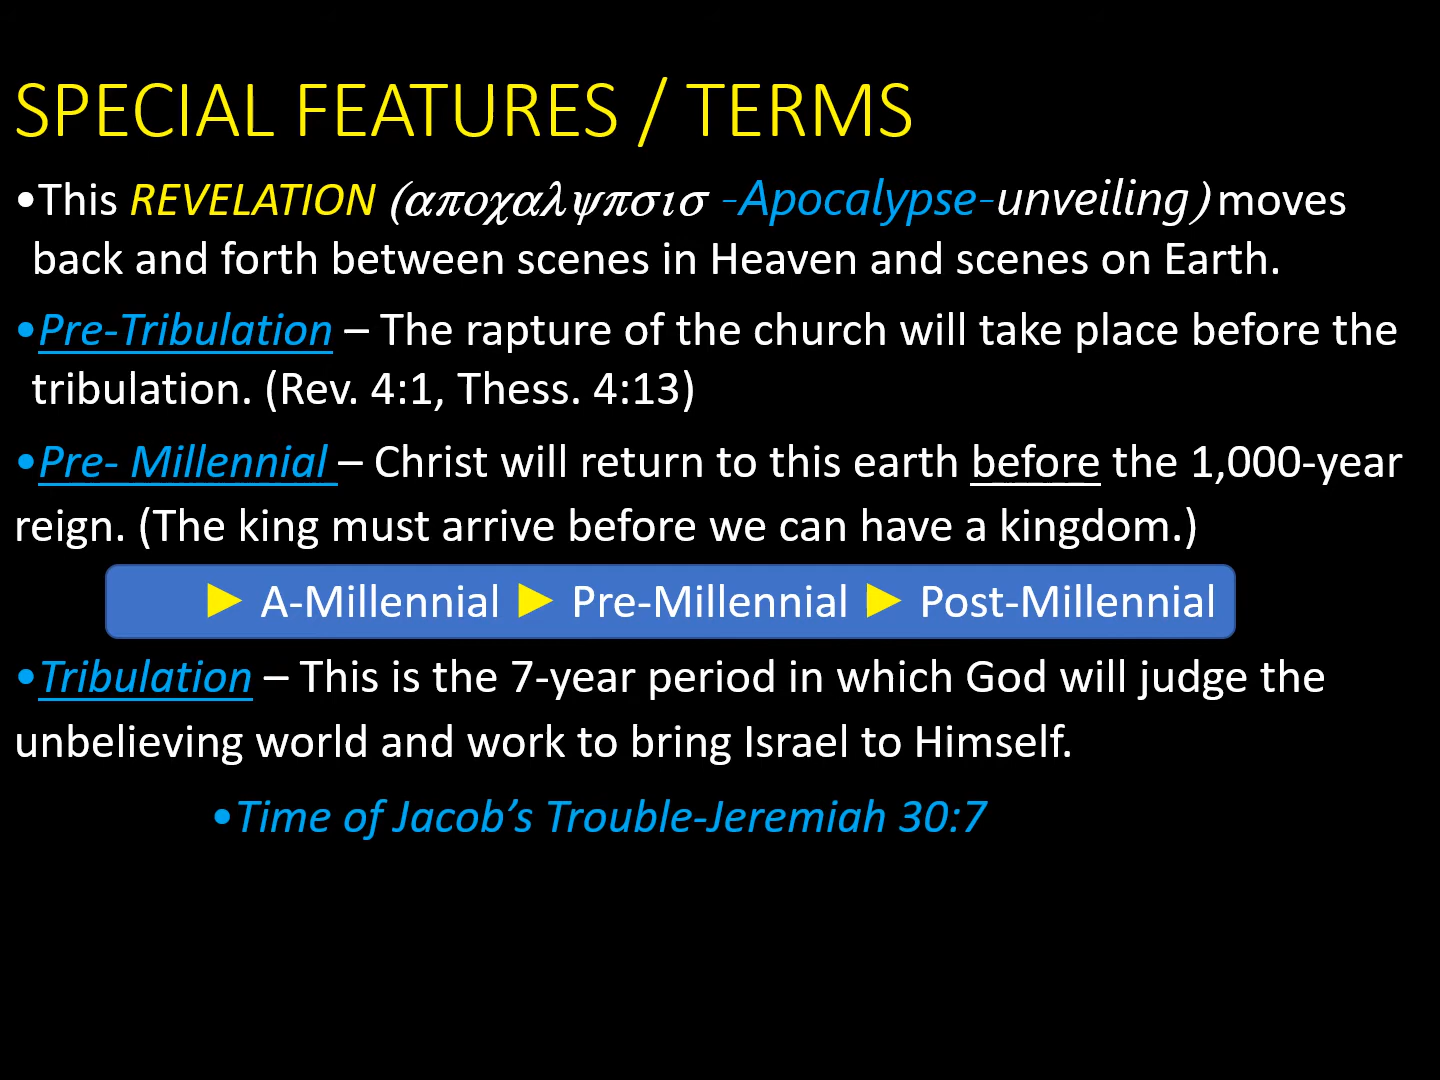 SPECIAL FEATURES / TERMS
•This REVELATION (αποχαλψπσισ -Apocalypse-unveiling) moves
back and forth between scenes in Heaven and scenes on Earth.
•Pre-Tribulation – The rapture of the church will take place before the
tribulation. (Rev. 4:1, Thess. 4:13)
•Pre- Millennial – Christ will return to this earth before the 1,000-year
reign. (The king must arrive before we can have a kingdom.)
► A-Millennial ► Pre-Millennial ► Post-Millennial
•Tribulation – This is the 7-year period in which God will judge the
unbelieving world and work to bring Israel to Himself.
•Time of Jacob’s Trouble-Jeremiah 30:7